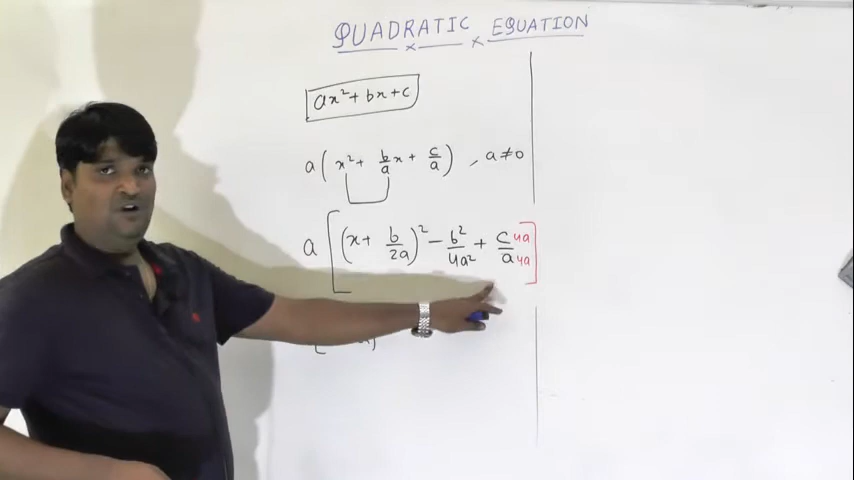 QUADRATIC EQUATION
ax² + bx + c
a ( x² + b/a x + c/a ) , a ≠ 0
a [ (x + b/2a)² − b²/4a² + c/a 4a/4a ]